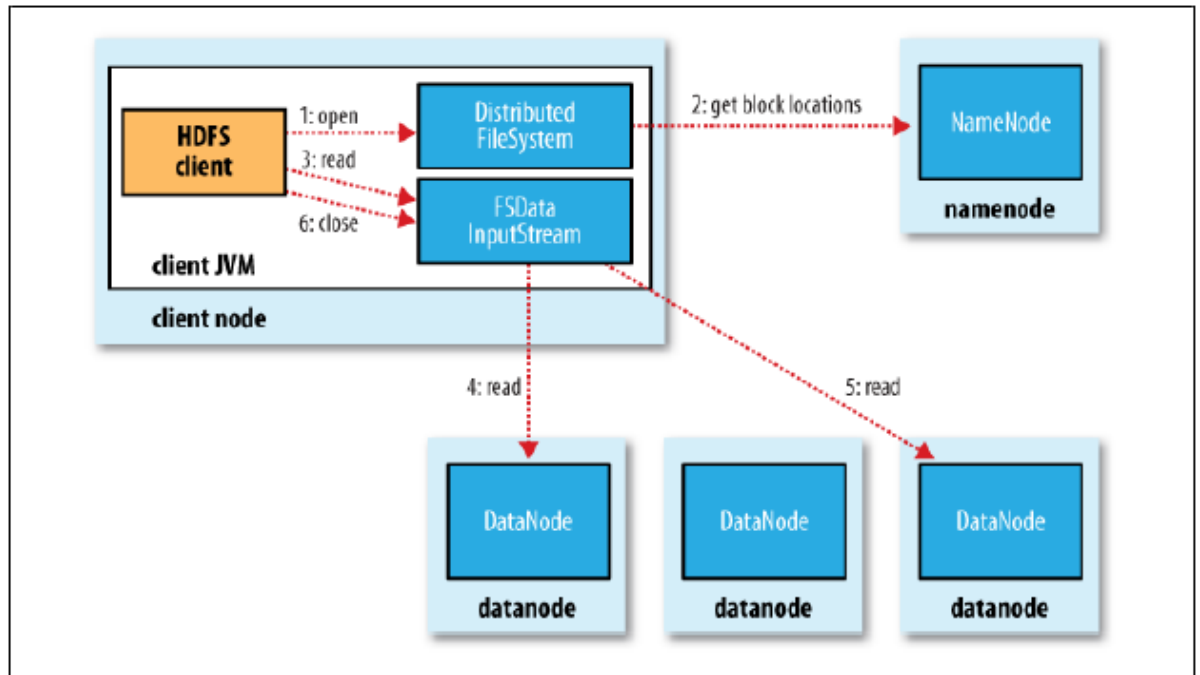 HDFS
client
1: open
3: read
6: close
Distributed
FileSystem
FSData
InputStream
client JVM
client node
2: get block locations
NameNode
namenode
4: read
5: read
DataNode
datanode
DataNode
datanode
DataNode
datanode